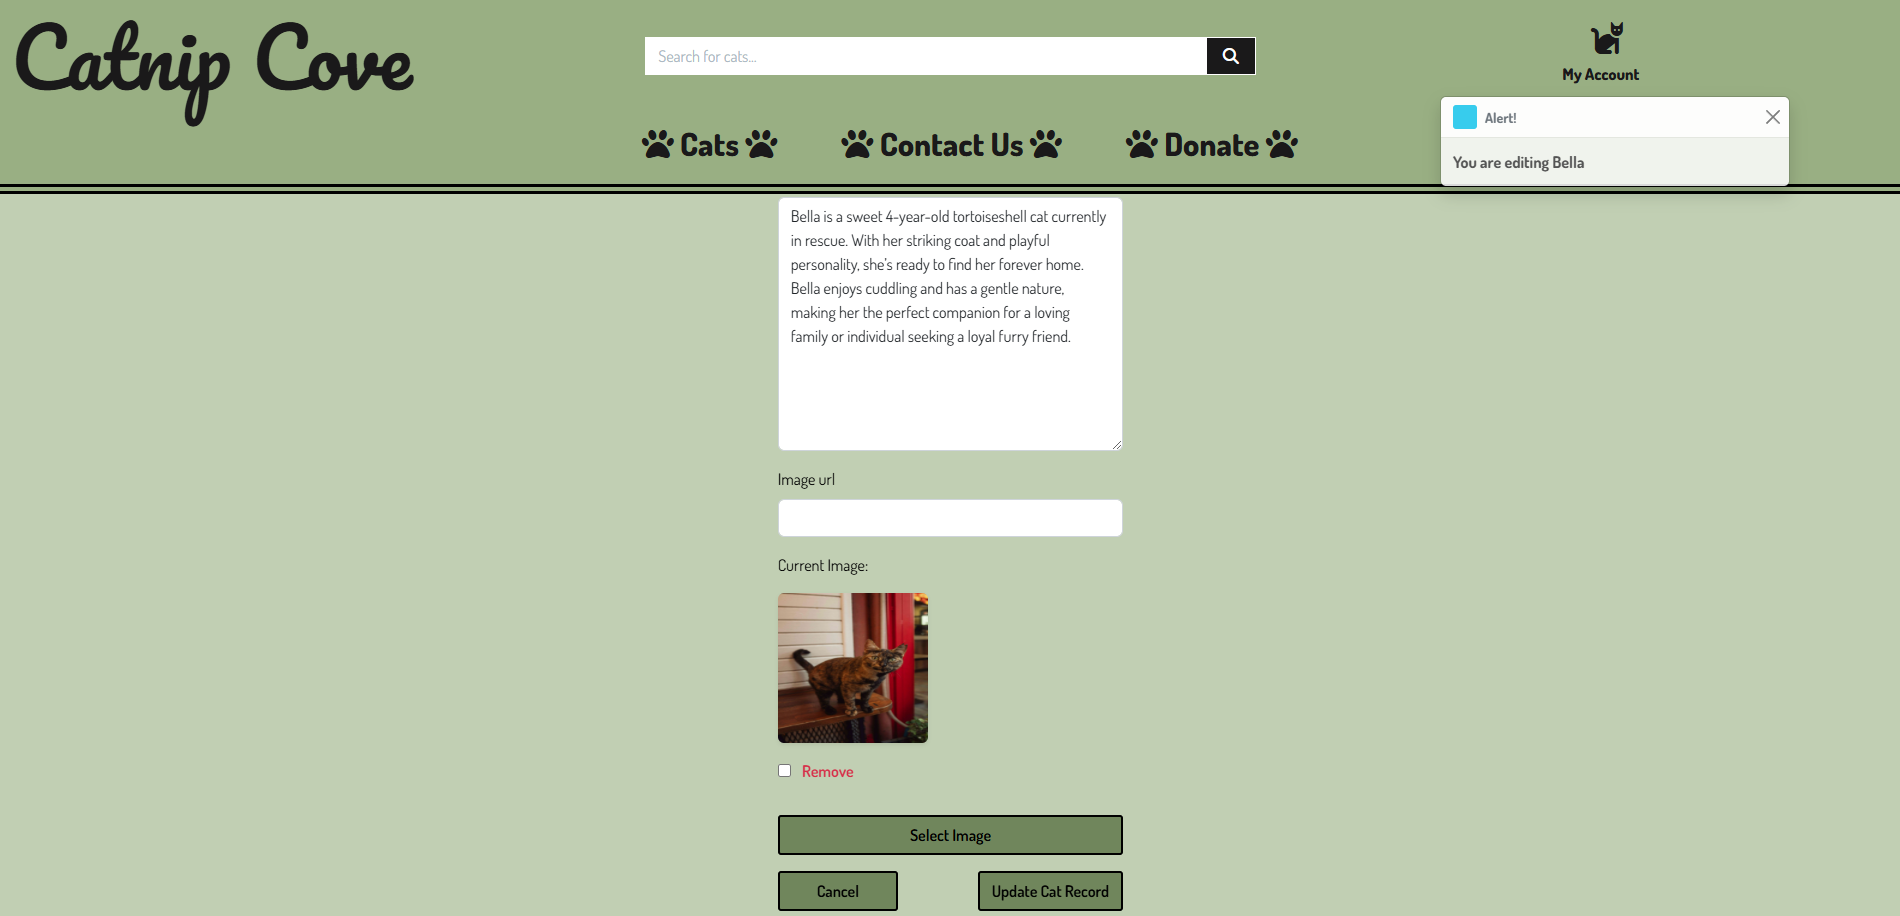 Catnip Cove
Search for cats...
My Account
Cats
Contact Us
Donate
Alert!
You are editing Bella
Bella is a sweet 4-year-old tortoiseshell cat currently
in rescue. With her striking coat and playful
personality, she's ready to find her forever home.
Bella enjoys cuddling and has a gentle nature,
making her the perfect companion for a loving
family or individual seeking a loyal furry friend.
Image url
Current Image:
Remove
Select Image
Cancel
Update Cat Record